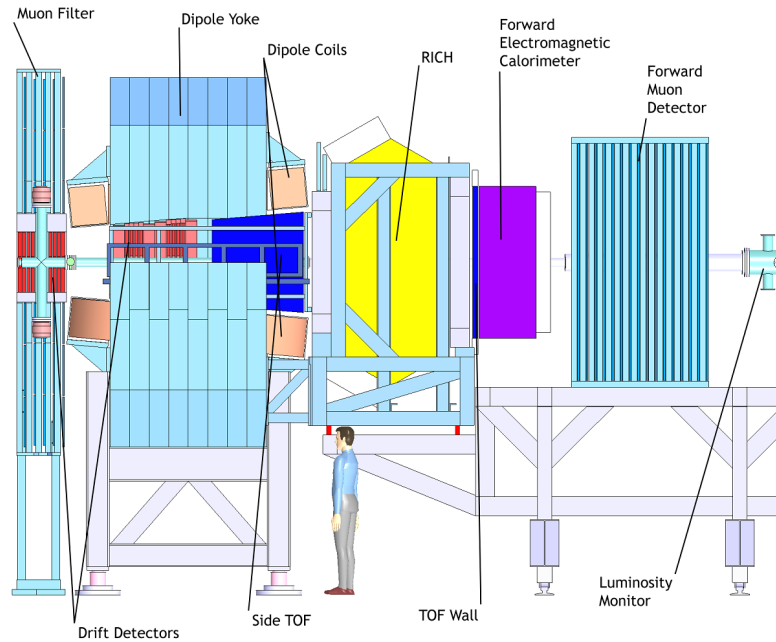 Muon Filter
Dipole Yoke
Dipole Coils
RICH
Forward
Electromagnetic
Calorimeter
Forward
Muon
Detector
Drift Detectors
Side TOF
TOF Wall
Luminosity
Monitor